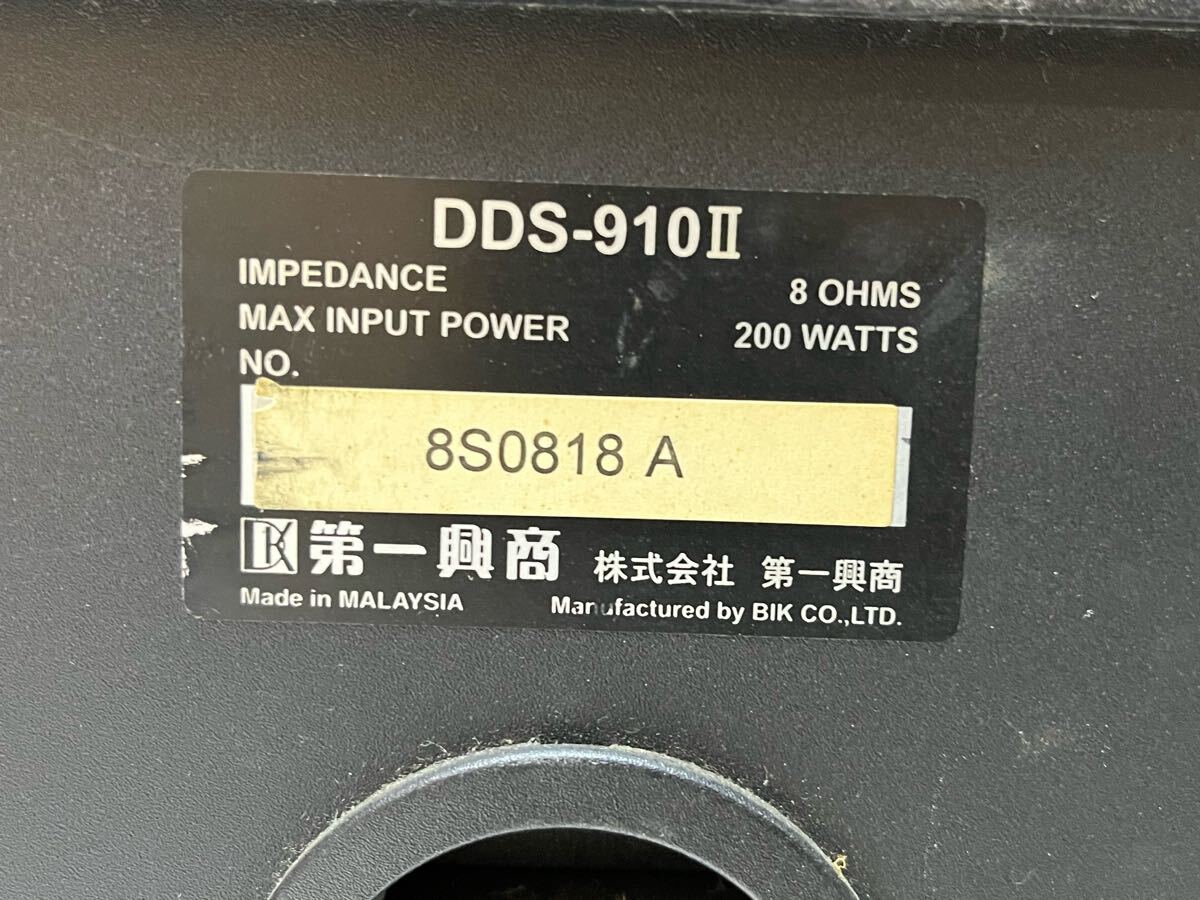 DDS-910Ⅱ
IMPEDANCE 8 OHMS
MAX INPUT POWER 200 WATTS
NO.
8S0818 A
DK 第一興商 株式会社 第一興商
Made in MALAYSIA Manufactured by BIK CO.,LTD.